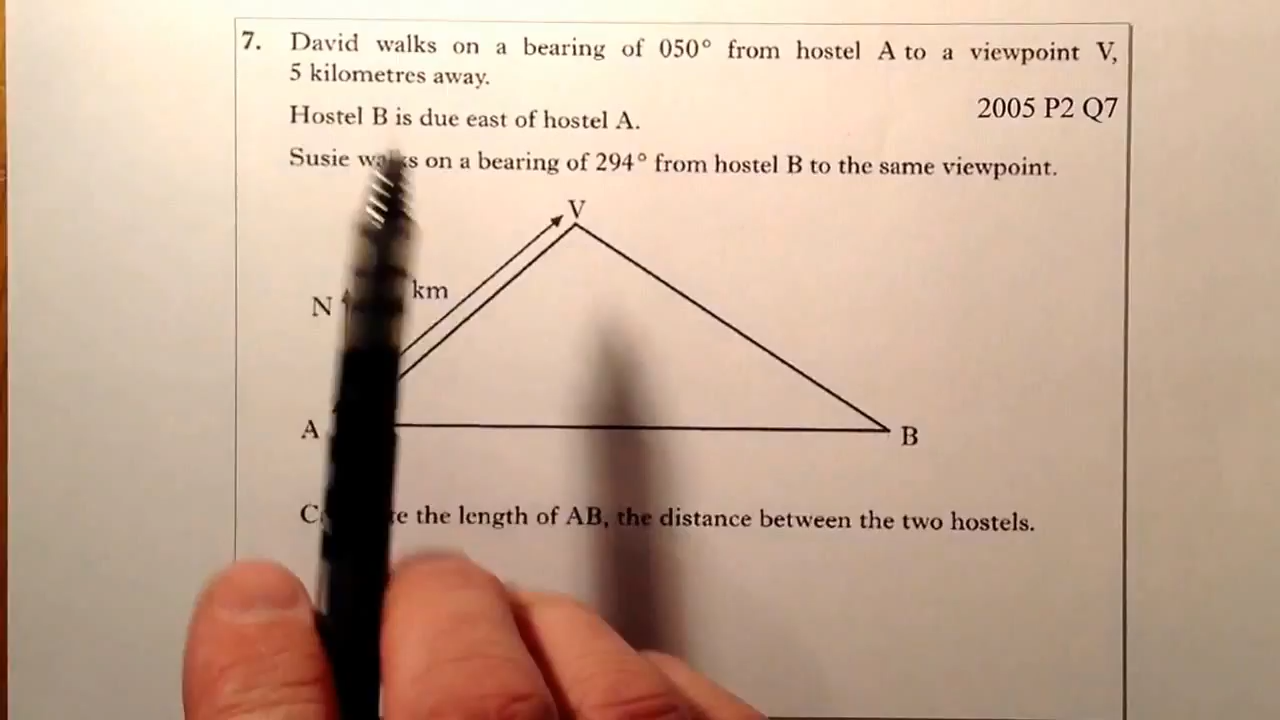 7. David walks on a bearing of 050° from hostel A to a viewpoint V,
5 kilometres away.
Hostel B is due east of hostel A.
2005 P2 Q7
Susie on a bearing of 294° from hostel B to the same viewpoint.
V
km
N
A
B
the length of AB, the distance between the two hostels.